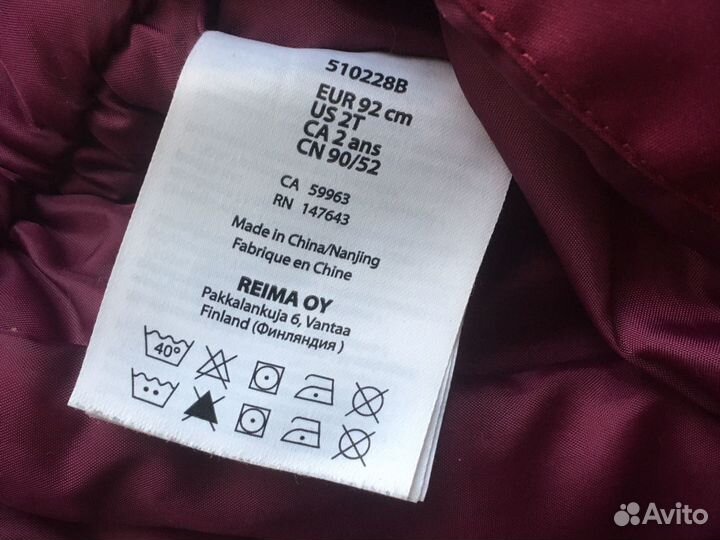 510228B
EUR 92 cm
US 2T
CA 2 ans
CN 90/52
CA 59963
RN 147643
Made in China/Nanjing
Fabrique en Chine
REIMA OY
Pakkalankuja 6, Vantaa
Finland (Финляндия)
40°
Avito